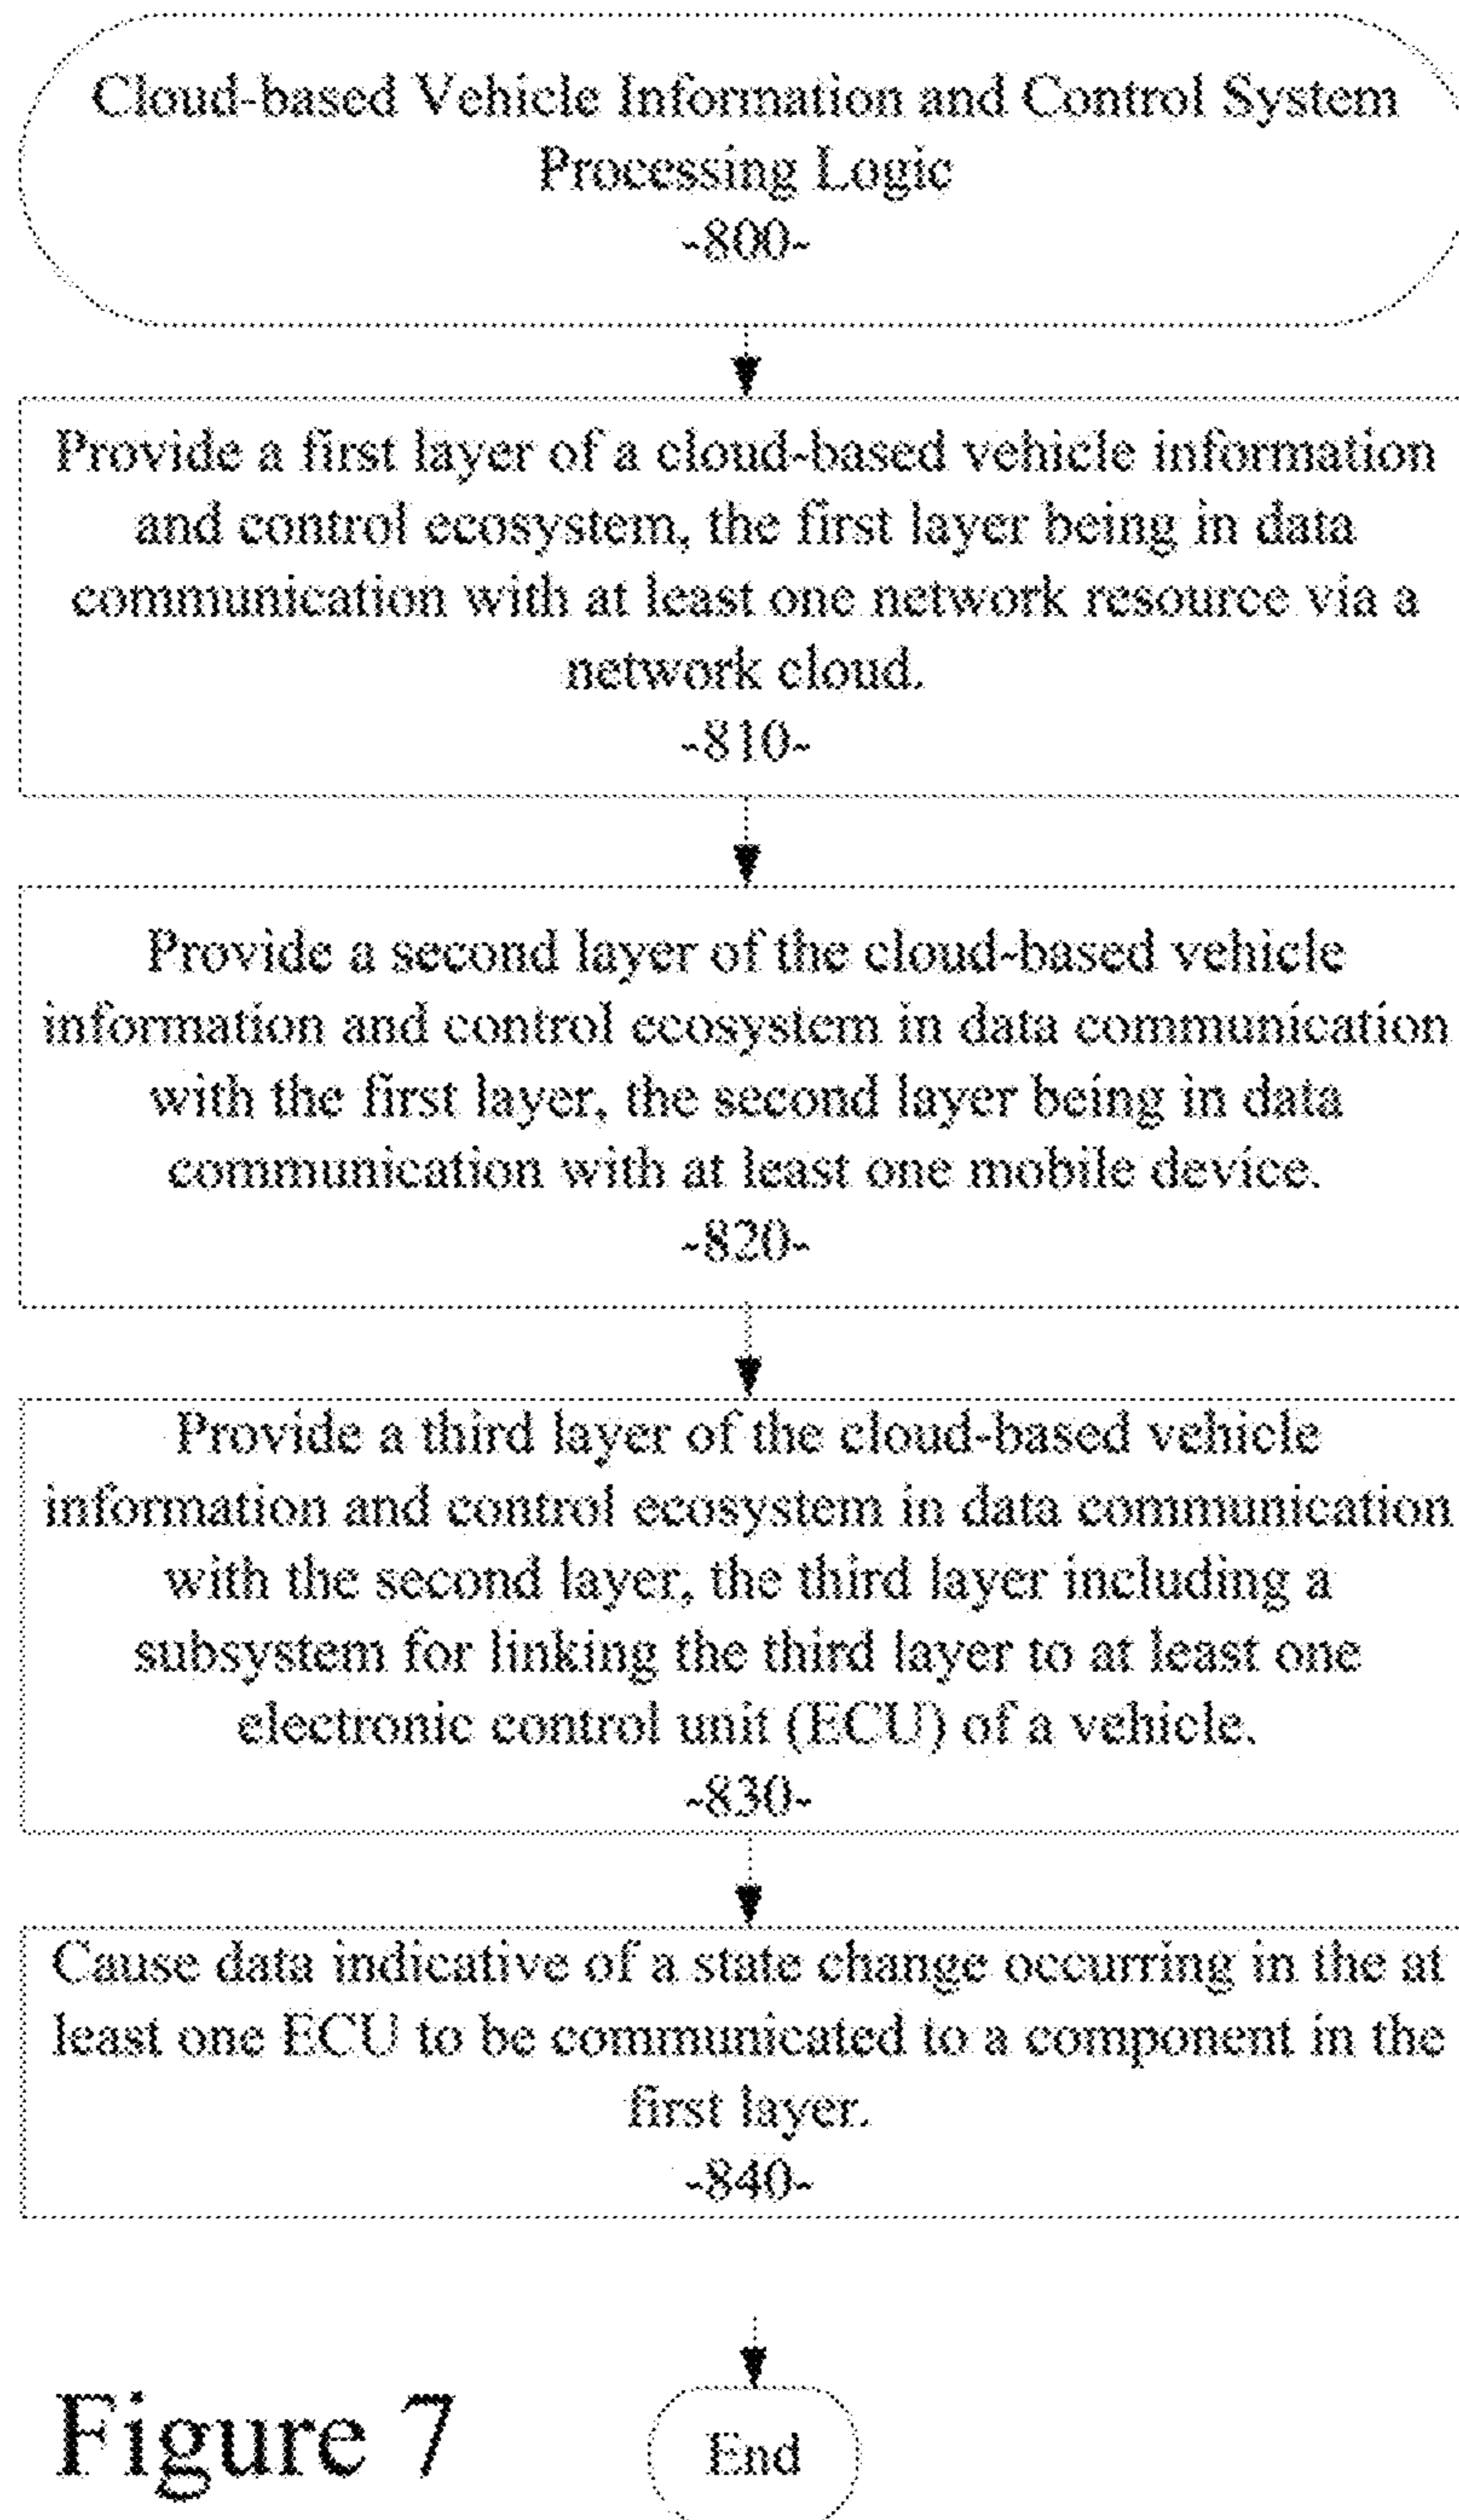 Cloud-based Vehicle Information and Control System
Processing Logic
-800-
Provide a first layer of a cloud-based vehicle information
and control ecosystem, the first layer being in data
communication with at least one network resource via a
network cloud.
-810-
Provide a second layer of the cloud-based vehicle
information and control ecosystem in data communication
with the first layer, the second layer being in data
communication with at least one mobile device.
-820-
Provide a third layer of the cloud-based vehicle
information and control ecosystem in data communication
with the second layer, the third layer including a
subsystem for linking the third layer to at least one
electronic control unit (ECU) of a vehicle.
-830-
Cause data indicative of a state change occurring in the at
least one ECU to be communicated to a component in the
first layer.
-840-
End
Figure 7